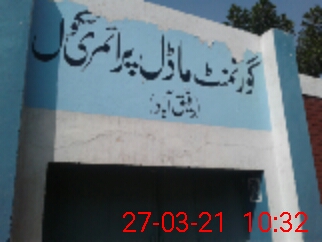 گورنمنٹ ماڈل پرائمری سکول
(رفیق آباد)
27-03-21 10:32